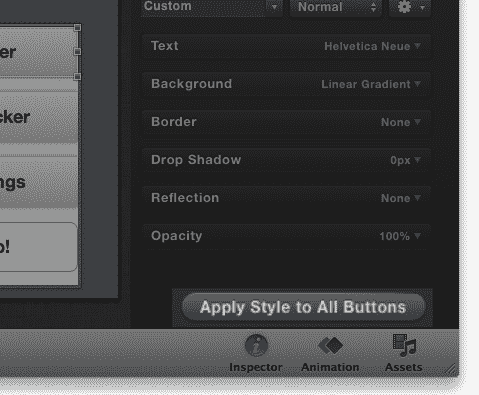 Custom Normal
er
Text Helvetica Neue
Background Linear Gradient
cker
Border None
Drop Shadow 0px
ngs
Reflection None
Opacity 100%
o!
Apply Style to All Buttons
Inspector Animation Assets